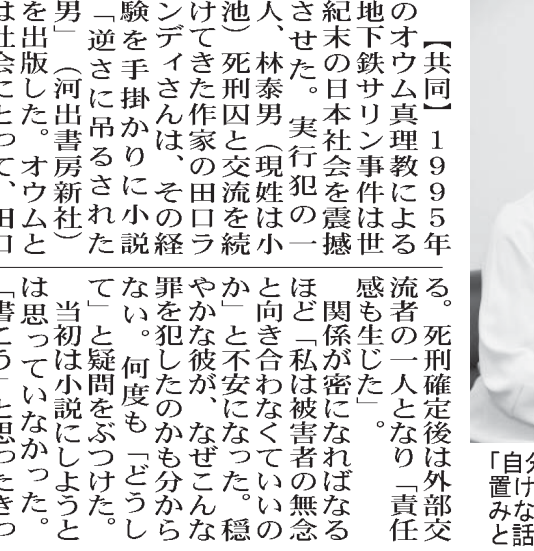 【共同】1995年
のオウム真理教による
地下鉄サリン事件は世
紀末の日本社会を震撼
させた。実行犯の一
人、林泰男（現姓は小
池）死刑囚と交流を続
けてきた作家の田口ラ
ンディさんは、その経
験を手掛かりに小説
「逆さに吊るされた
男」（河出書房新社）
を出版した。オウムと
は社会にとって、田口
る。死刑確定後は外部交
流者の一人となり「責任
感も生じた」。
関係が密になればなる
ほど「私は被害者の無念
と向き合わなくていいの
か」と不安になった。穏
やかな彼が、なぜこんな
罪を犯したのかも分から
ない。何度も「どうし
て」と疑問をぶつけた。
当初は小説にしようと
は思っていなかった。
「書こう」と思ったきっ
「自分
置け
みな
と話